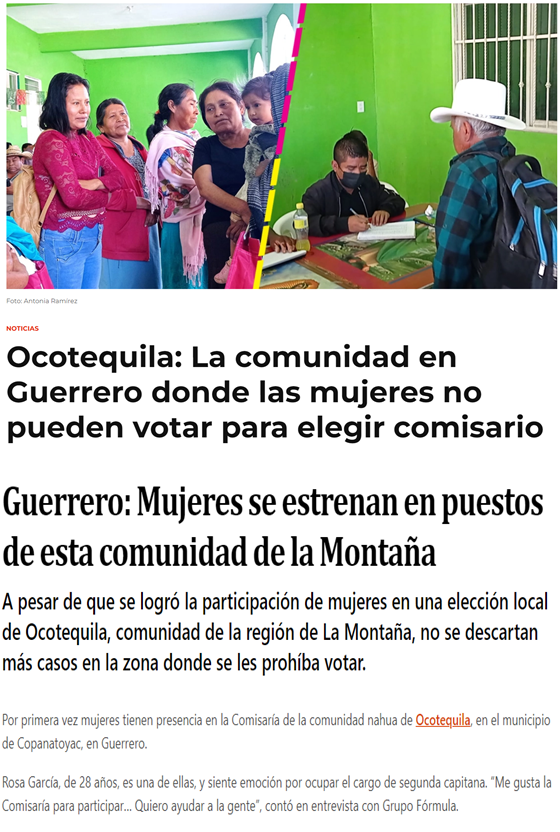 Foto: Antonia Ramírez
NOTICIAS
Ocotequila: La comunidad en
Guerrero donde las mujeres no
pueden votar para elegir comisario
Guerrero: Mujeres se estrenan en puestos
de esta comunidad de la Montaña
A pesar de que se logró la participación de mujeres en una elección local
de Ocotequila, comunidad de la región de La Montaña, no se descartan
más casos en la zona donde se les prohíba votar.
Por primera vez mujeres tienen presencia en la Comisaría de la comunidad nahua de Ocotequila, en el municipio
de Copanatoyac, en Guerrero.
Rosa García, de 28 años, es una de ellas, y siente emoción por ocupar el cargo de segunda capitana. “Me gusta la
Comisaría para participar... Quiero ayudar a la gente”, contó en entrevista con Grupo Fórmula.